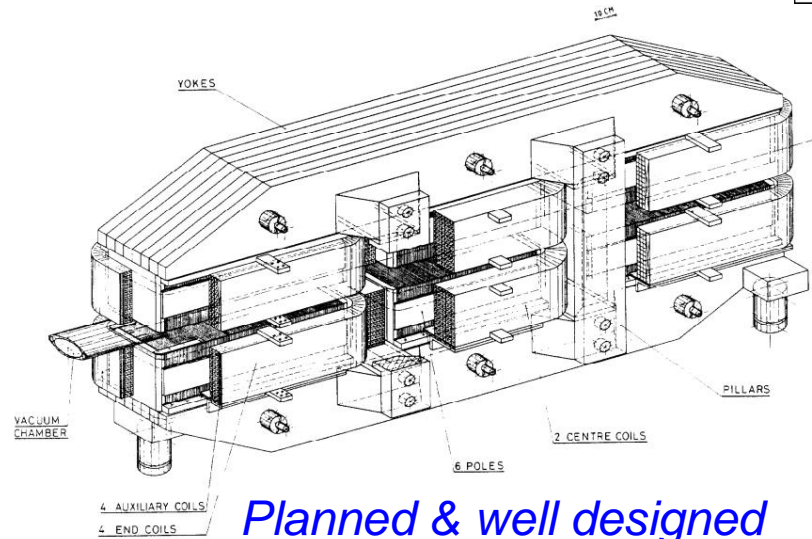 10 CM
YOKES
PILLARS
VACUUM
CHAMBER
2 CENTRE COILS
6 POLES
4 AUXILIARY COILS
4 END COILS
Planned & well designed